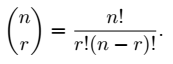 (n r) = n! / r!(n − r)!.